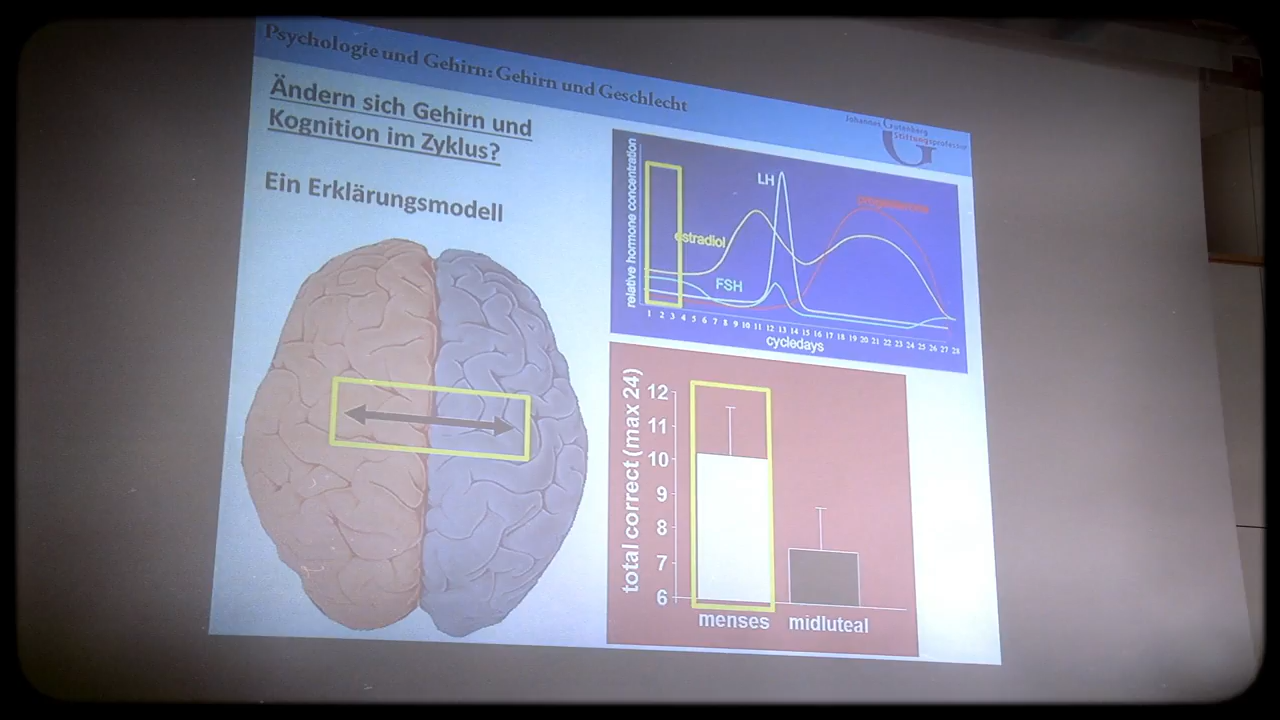 Psychologie und Gehirn: Gehirn und Geschlecht
Johannes Gutenberg
Stiftungsprofessur
G
Ändern sich Gehirn und
Kognition im Zyklus?
Ein Erklärungsmodell
relative hormone concentration
LH
progesterone
estradiol
FSH
1 2 3 4 5 6 7 8 9 10 11 12 13 14 15 16 17 18 19 20 21 22 23 24 25 26 27 28
cycledays
total correct (max 24)
12
11
10
9
8
7
6
menses midluteal